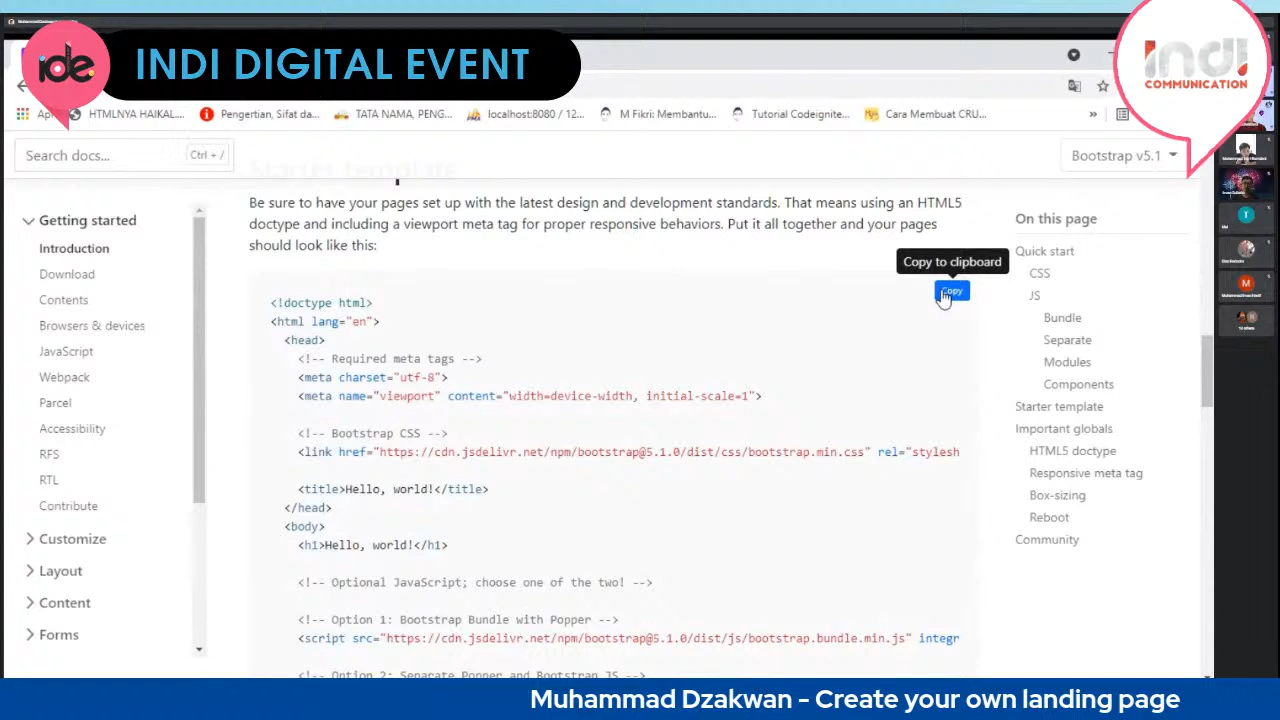 ide
INDI DIGITAL EVENT
indi
COMMUNICATION
HTMLNYA HAIKAL...
Pengertian, Sifat da...
TATA NAMA, PENG...
localhost:8080 / 12...
M Fikri: Membantu...
Tutorial Codeignite...
Cara Membuat CRU...
»
Search docs...
Ctrl + /
Bootstrap v5.1
Starter template
Be sure to have your pages set up with the latest design and development standards. That means using an HTML5
doctype and including a viewport meta tag for proper responsive behaviors. Put it all together and your pages
should look like this:
Copy to clipboard
Copy
<!doctype html>
<html lang="en">
<head>
<!-- Required meta tags -->
<meta charset="utf-8">
<meta name="viewport" content="width=device-width, initial-scale=1">
<!-- Bootstrap CSS -->
<link href="https://cdn.jsdelivr.net/npm/bootstrap@5.1.0/dist/css/bootstrap.min.css" rel="stylesh
<title>Hello, world!</title>
</head>
<body>
<h1>Hello, world!</h1>
<!-- Optional JavaScript; choose one of the two! -->
<!-- Option 1: Bootstrap Bundle with Popper -->
<script src="https://cdn.jsdelivr.net/npm/bootstrap@5.1.0/dist/js/bootstrap.bundle.min.js" integr
<!-- Option 2: Separate Popper and Bootstrap JS -->
Getting started
Introduction
Download
Contents
Browsers & devices
JavaScript
Webpack
Parcel
Accessibility
RFS
RTL
Contribute
Customize
Layout
Content
Forms
On this page
Quick start
CSS
JS
Bundle
Separate
Modules
Components
Starter template
Important globals
HTML5 doctype
Responsive meta tag
Box-sizing
Reboot
Community
T
M
Muhammad Dzakwan - Create your own landing page